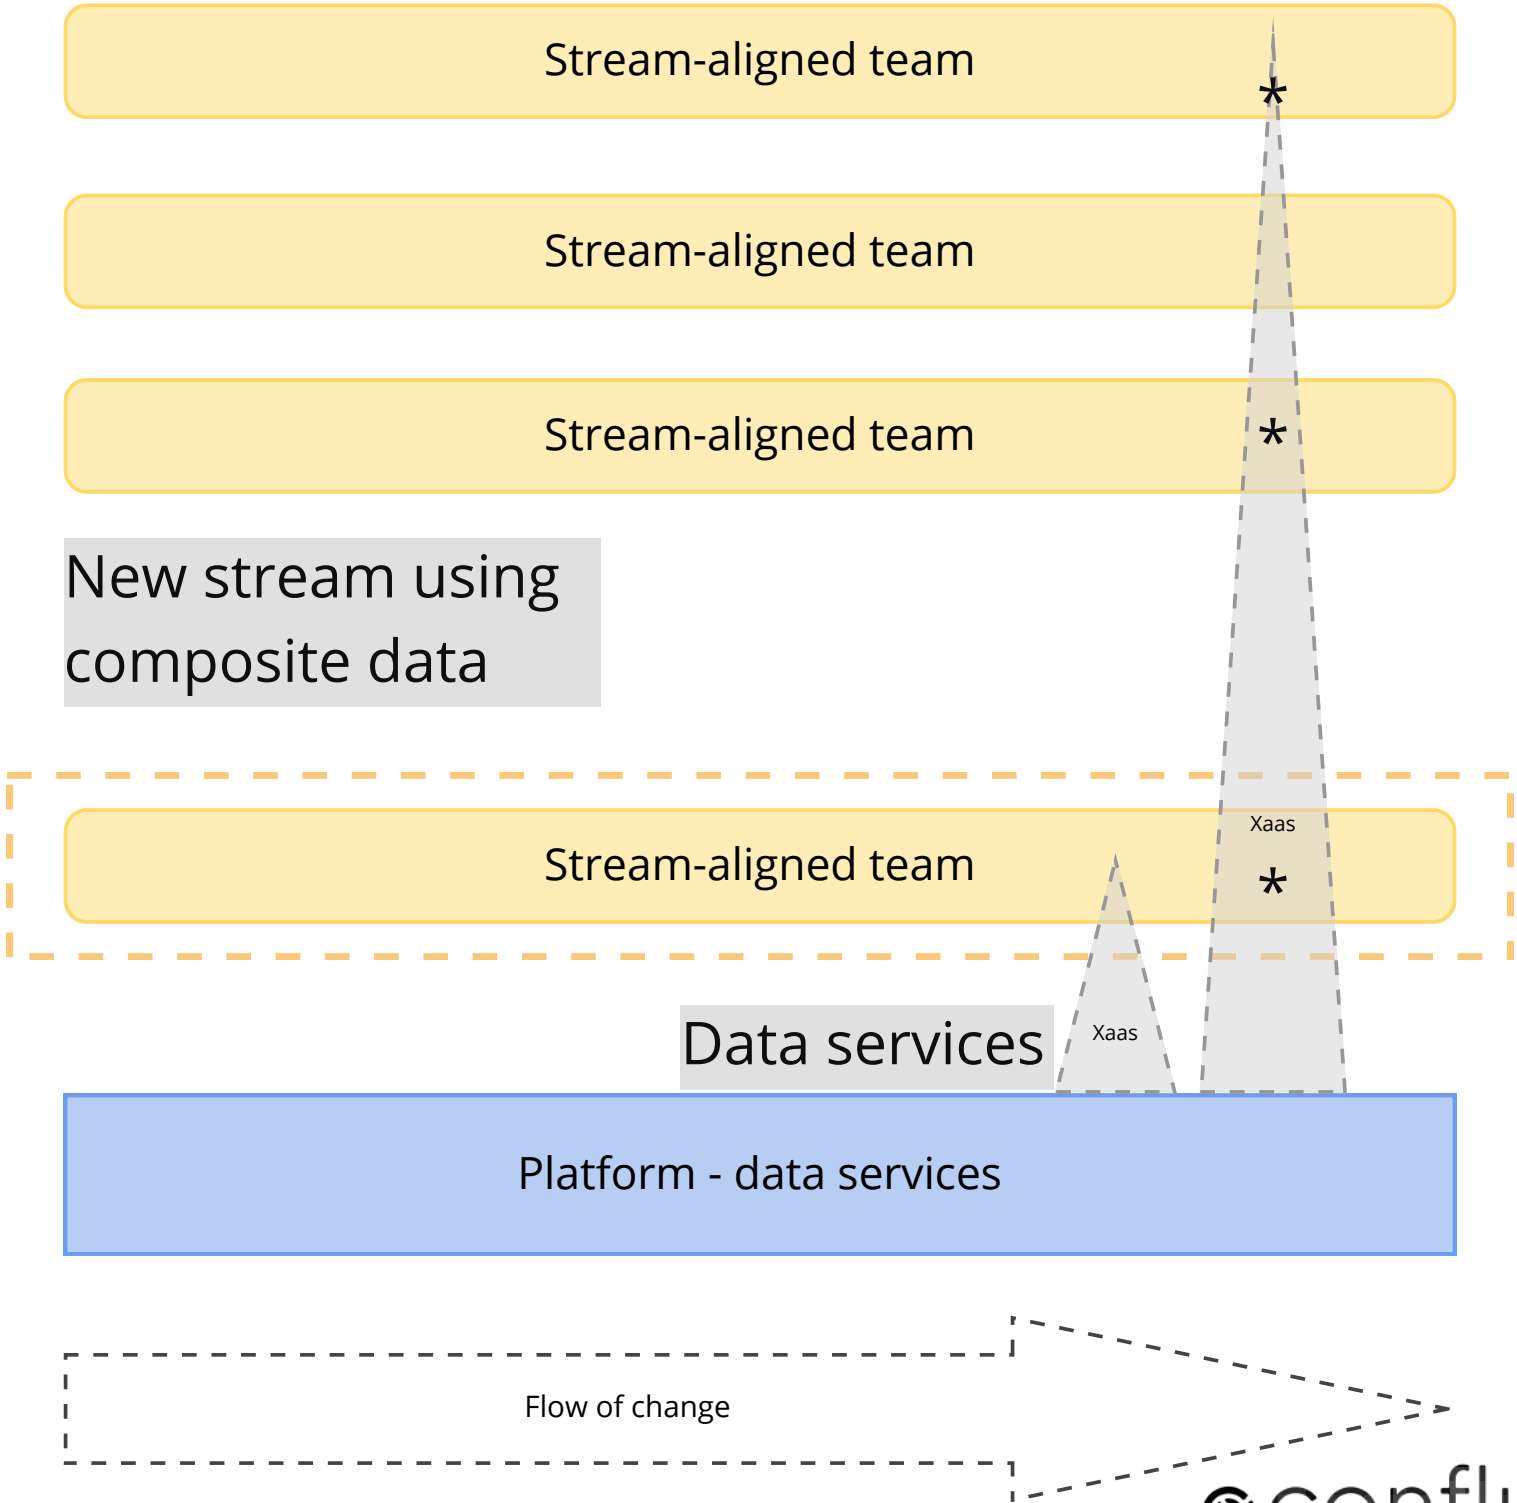 Stream-aligned team
*
Stream-aligned team
Stream-aligned team
*
New stream using
composite data
Xaas
Stream-aligned team
*
Data services
Xaas
Platform - data services
Flow of change